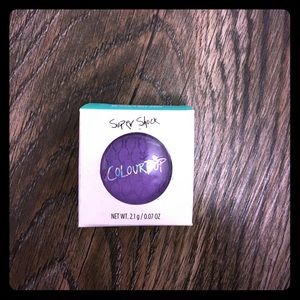 Super Shock
COLOURPOP
NET WT. 2.1 g / 0.07 OZ